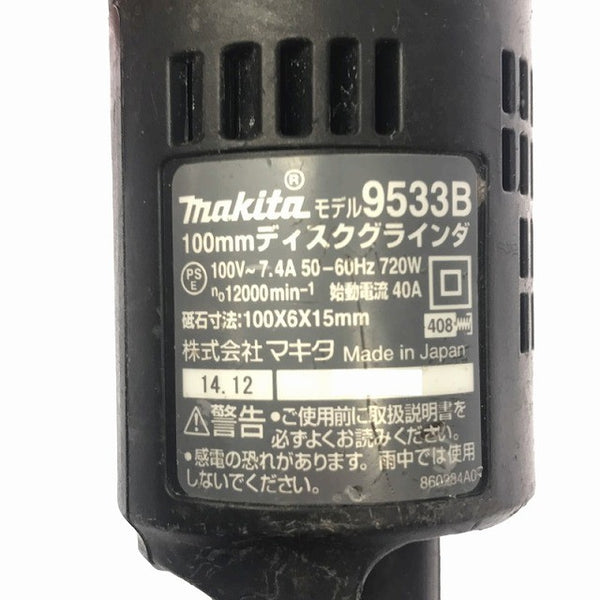 makita® モデル9533B
100mmディスクグラインダ
PSE 100V~7.4A 50-60Hz 720W
n₀12000min⁻¹ 始動電流 40A
砥石寸法:100X6X15mm
408
株式会社 マキタ Made in Japan
14.12
警告 •ご使用前に取扱説明書を
必ずよくお読みください。
•感電の恐れがあります。雨中では使用
しないでください。